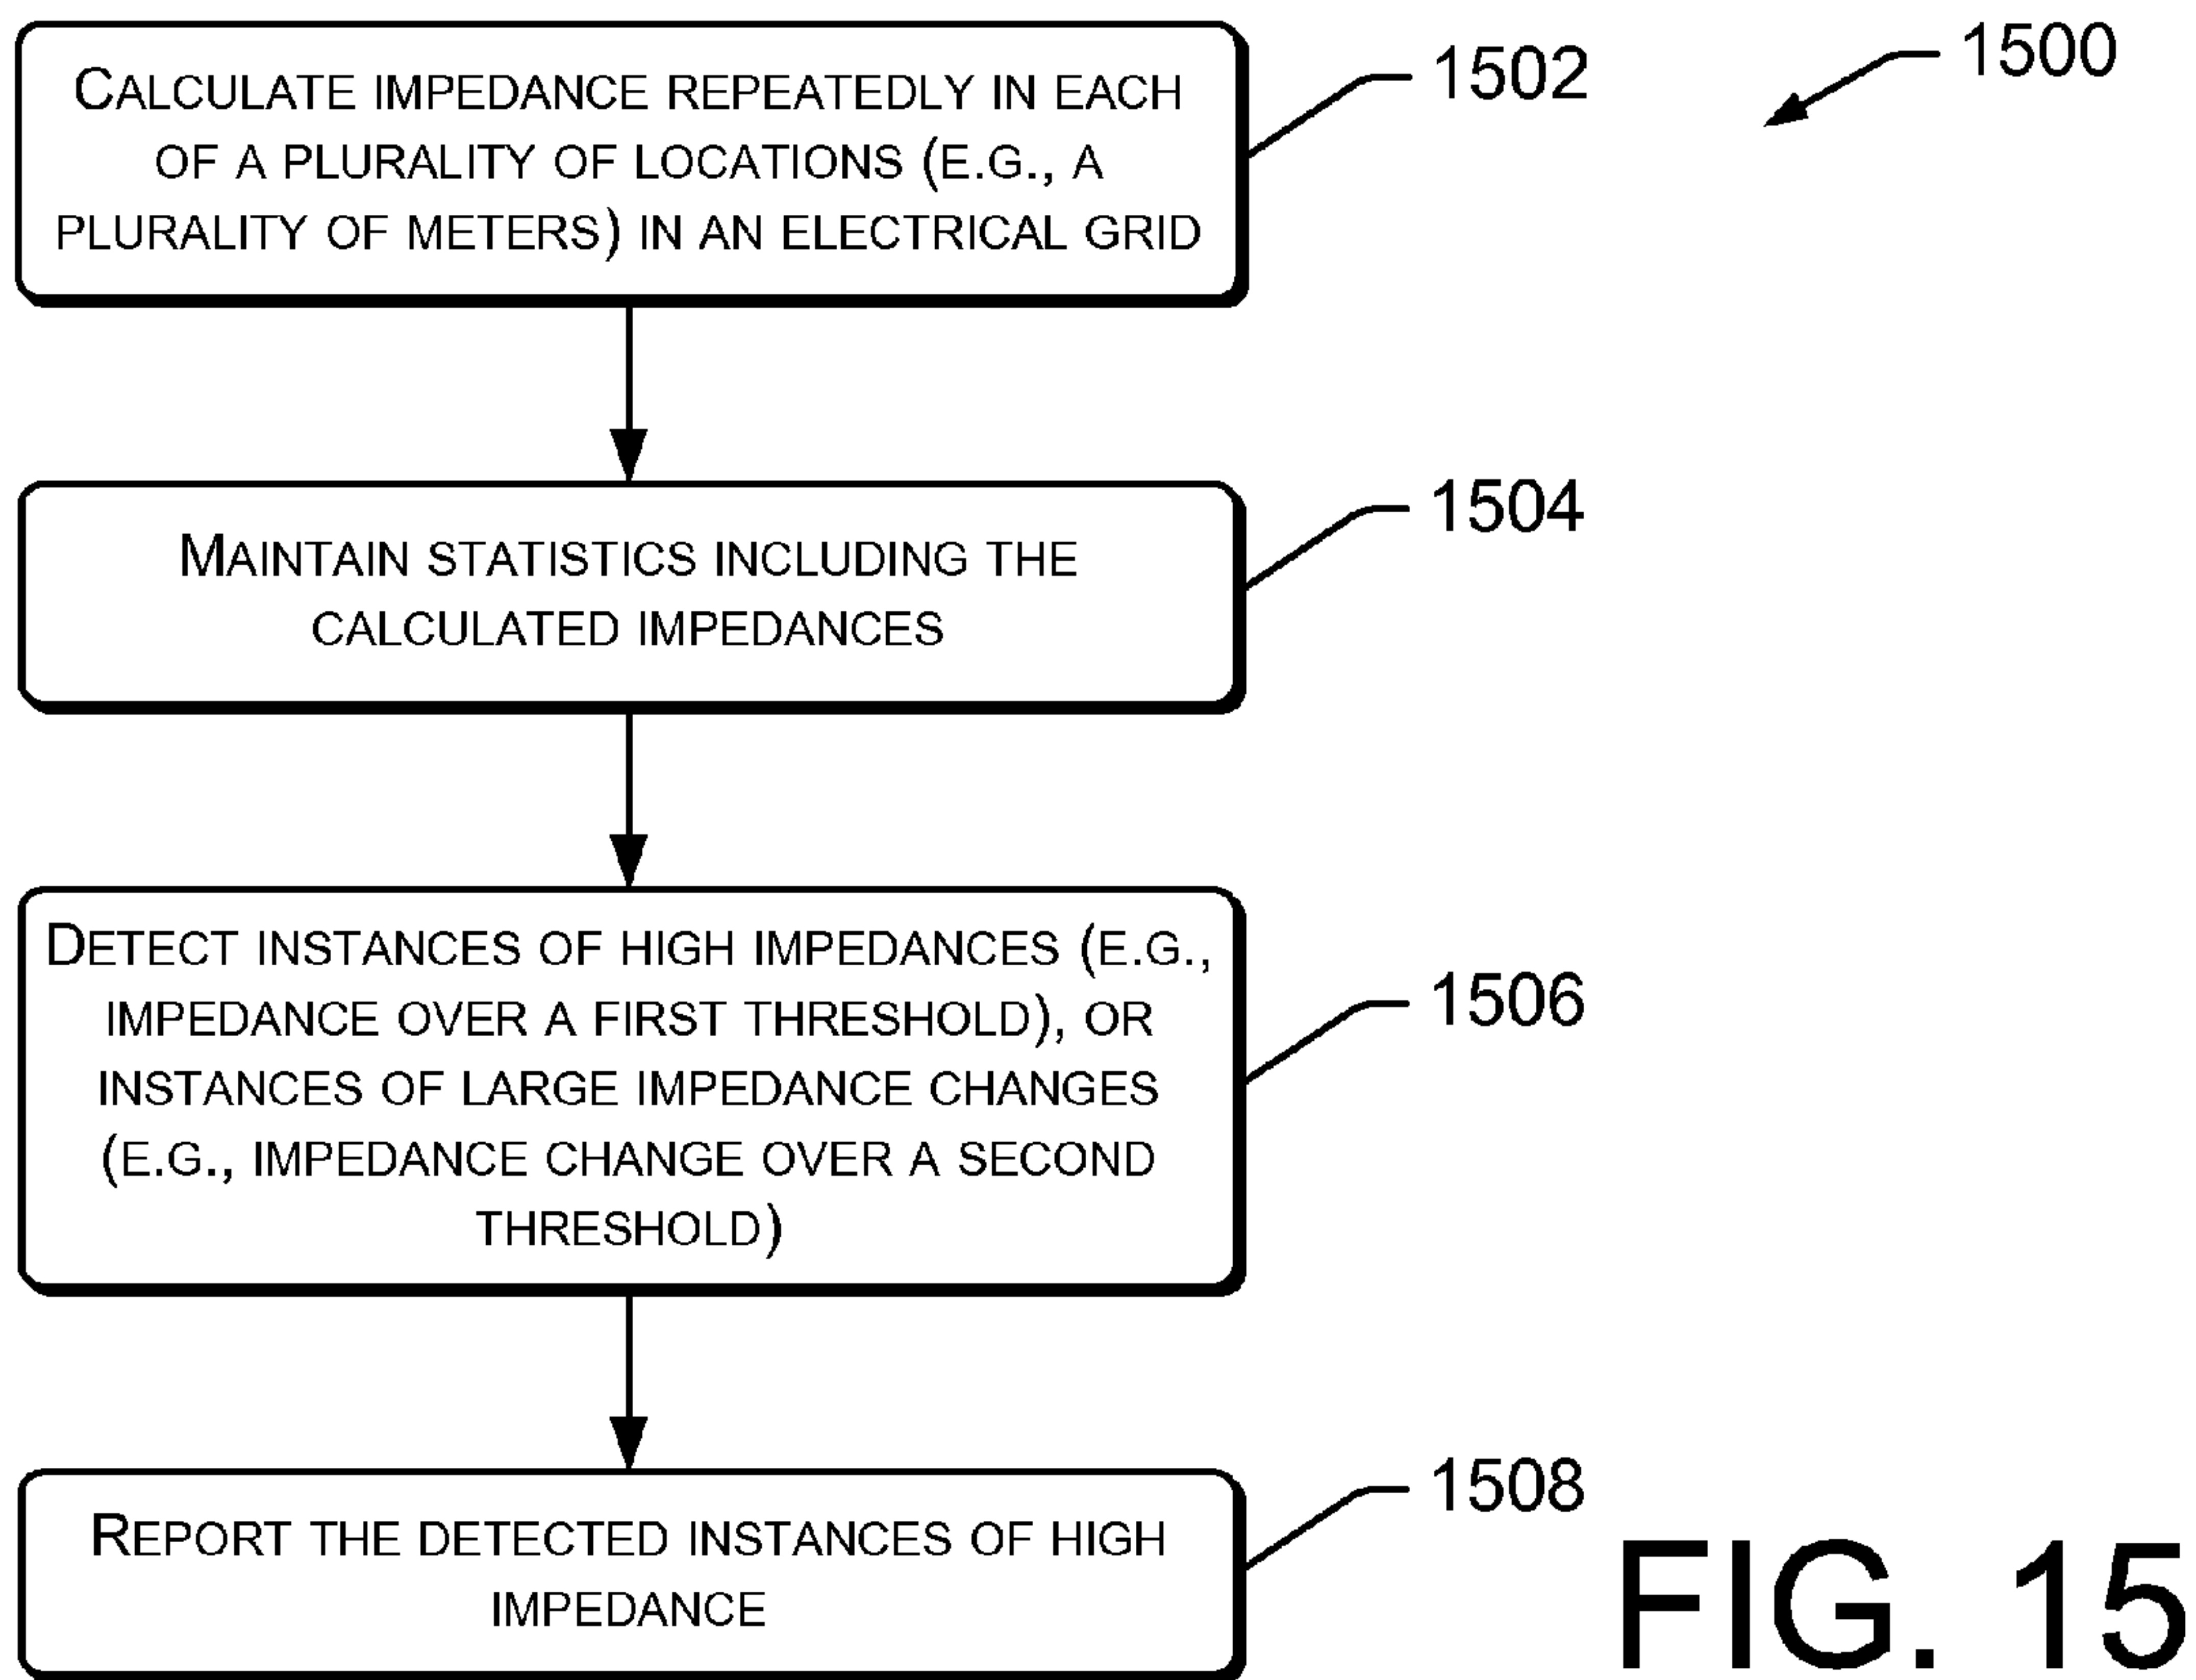 CALCULATE IMPEDANCE REPEATEDLY IN EACH
OF A PLURALITY OF LOCATIONS (E.G., A
PLURALITY OF METERS) IN AN ELECTRICAL GRID
1502
1500
MAINTAIN STATISTICS INCLUDING THE
CALCULATED IMPEDANCES
1504
DETECT INSTANCES OF HIGH IMPEDANCES (E.G.,
IMPEDANCE OVER A FIRST THRESHOLD), OR
INSTANCES OF LARGE IMPEDANCE CHANGES
(E.G., IMPEDANCE CHANGE OVER A SECOND
THRESHOLD)
1506
REPORT THE DETECTED INSTANCES OF HIGH
IMPEDANCE
1508
FIG. 15